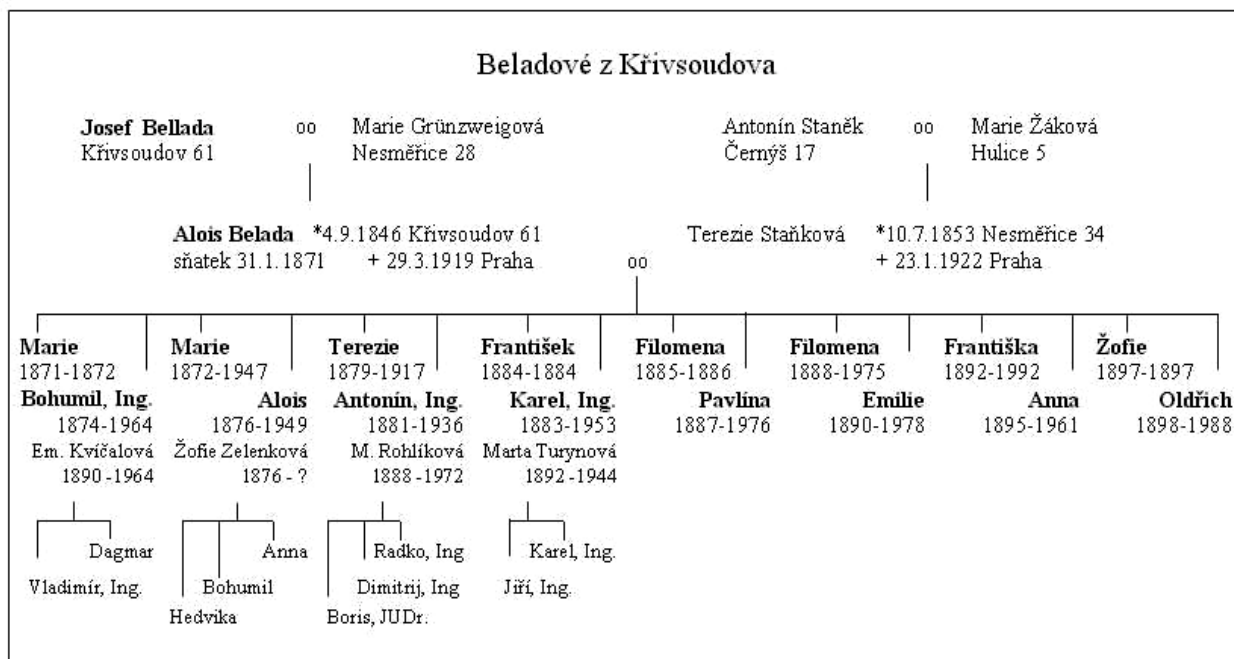 Beladové z Křivsoudova
Josef Bellada oo Marie Grünzweigová Antonín Staněk oo Marie Žáková
Křivsoudov 61 Nesměřice 28 Černýš 17 Hulice 5
Alois Belada *4.9.1846 Křivsoudov 61 Terezie Staňková *10.7.1853 Nesměřice 34
sňatek 31.1.1871 + 29.3.1919 Praha oo + 23.1.1922 Praha
Marie Marie Terezie František Filomena Filomena Františka Žofie
1871-1872 1872-1947 1879-1917 1884-1884 1885-1886 1888-1975 1892-1992 1897-1897
Bohumil, Ing. Alois Antonín, Ing. Karel, Ing. Pavlína Emilie Anna Oldřich
1874-1964 1876-1949 1881-1936 1883-1953 1887-1976 1890-1978 1895-1961 1898-1988
Em. Kvíčalová Žofie Zelenková M. Rohlíková Marta Turynová
1890-1964 1876 - ? 1888-1972 1892-1944
Dagmar Anna Radko, Ing Karel, Ing.
Vladimír, Ing. Bohumil Dimitrij, Ing Jiří, Ing.
Hedvika Boris, JUDr.